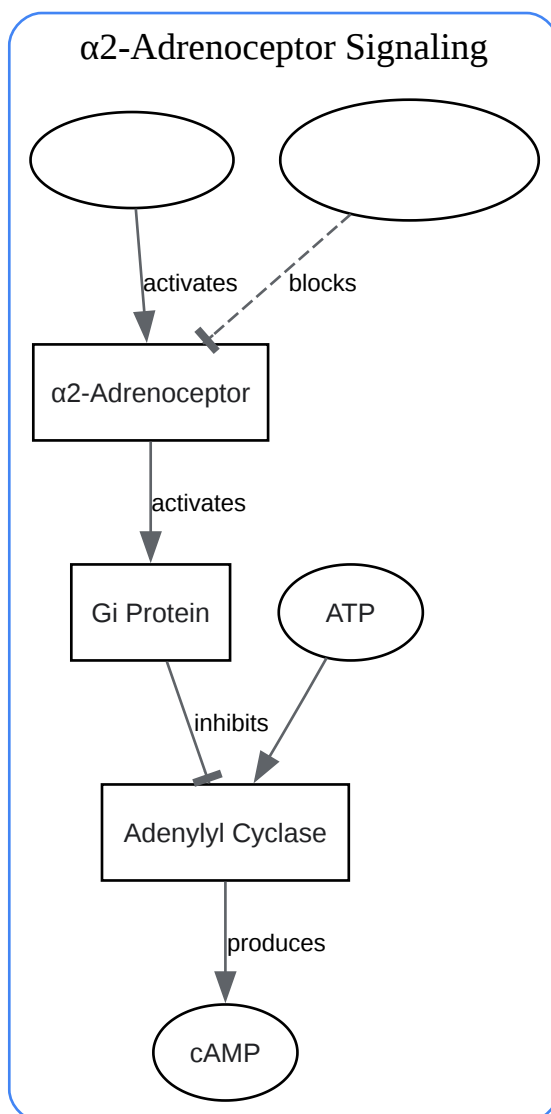 α2-Adrenoceptor Signaling
activates
blocks
α2-Adrenoceptor
activates
Gi Protein
ATP
inhibits
Adenylyl Cyclase
produces
cAMP